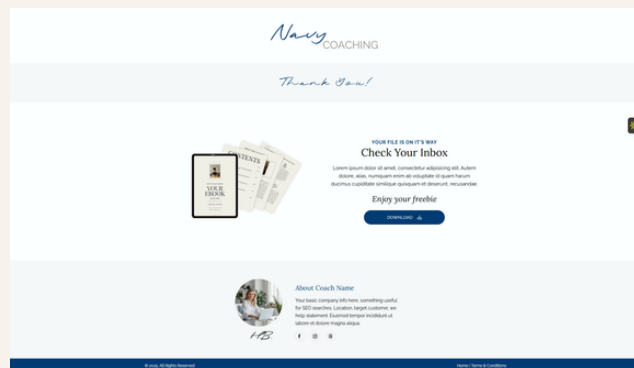 Navy
COACHING
Thank You!
YOUR FILE IS ON IT'S WAY
Check Your Inbox
Lorem ipsum dolor sit amet, consectetur adipisicing elit. Autem
dolore, alias, numquam enim ab voluptate id quam harum
ducimus cupiditate similique quisquam et deserunt, recusandae.
Enjoy your freebie
DOWNLOAD
CONTENTS
YOUR
EBOOK
About Coach Name
Your basic company info here, something useful
for SEO searches. Location, target customer, we
help statement. Eiusmod tempor incididunt ut
labore et dolore magna aliqua.
HB.
© 2025, All Rights Reserved
Home | Terms & Conditions